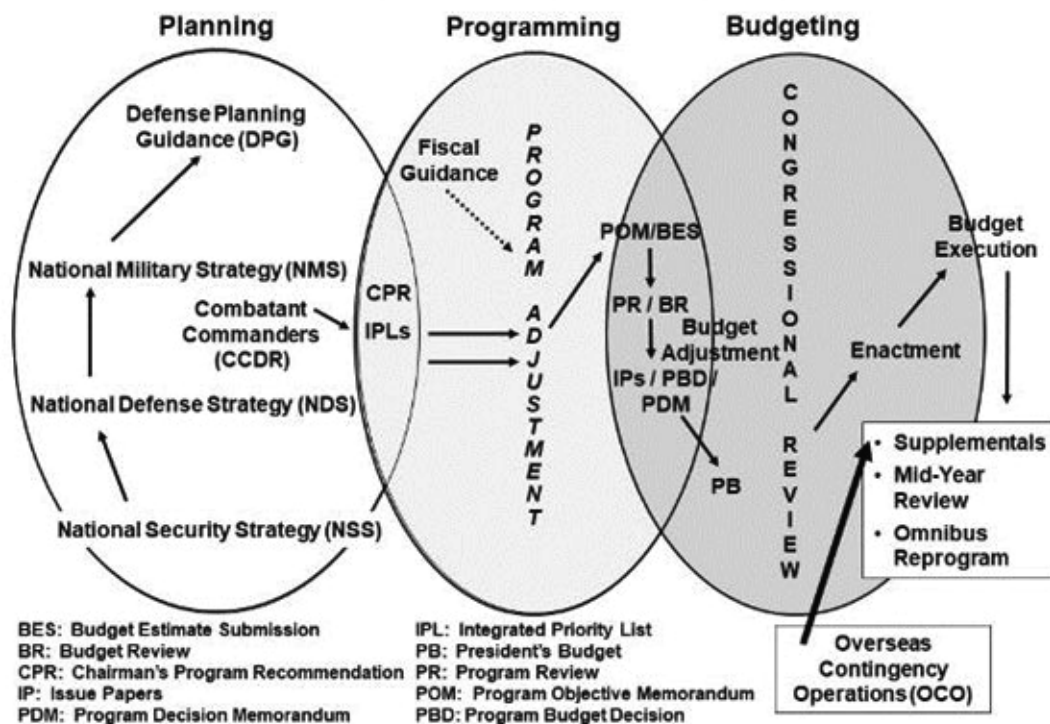 Planning
Programming
Budgeting
Defense Planning
Guidance (DPG)
National Military Strategy (NMS)
Combatant
Commanders
(CCDR)
National Defense Strategy (NDS)
National Security Strategy (NSS)
CPR
IPLs
Fiscal
Guidance
PROGRAM ADJUSTMENT
POM/BES
PR / BR
Budget
Adjustment
IPs / PBD /
PDM
PB
CONGRESSIONAL REVIEW
Enactment
Budget
Execution
• Supplementals
• Mid-Year
Review
• Omnibus
Reprogram
Overseas
Contingency
Operations (OCO)
BES: Budget Estimate Submission
BR: Budget Review
CPR: Chairman's Program Recommendation
IP: Issue Papers
PDM: Program Decision Memorandum
IPL: Integrated Priority List
PB: President's Budget
PR: Program Review
POM: Program Objective Memorandum
PBD: Program Budget Decision